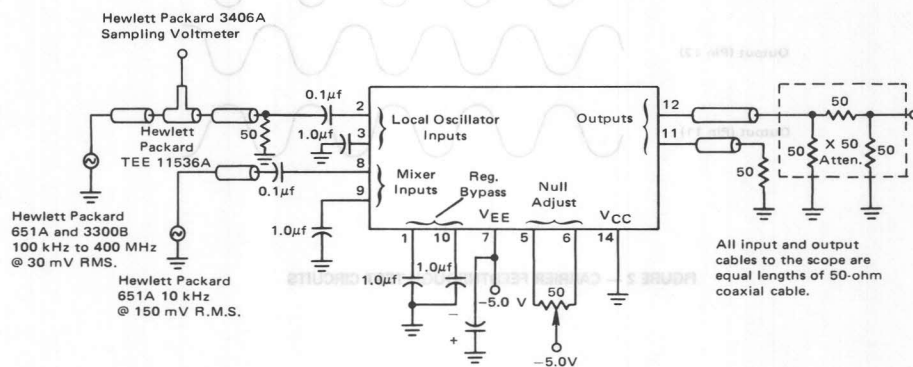 Hewlett Packard 3406A
Sampling Voltmeter
Output (Pin 12)
Hewlett
Packard
TEE 11536A
50
0.1μf
1.0μf
2
3
Local Oscillator
Inputs
8
9
Mixer
Inputs
0.1μf
1.0μf
Reg.
Bypass
VEE
Null
Adjust
VCC
1
10
7
5
6
14
Outputs
12
11
50
50
X 50
Atten.
50
50
Hewlett Packard
651A and 3300B
100 kHz to 400 MHz
@ 30 mV RMS.
Hewlett Packard
651A 10 kHz
@ 150 mV R.M.S.
1.0μf
1.0μf
–
+
–5.0 V
50
–5.0V
All input and output
cables to the scope are
equal lengths of 50-ohm
coaxial cable.